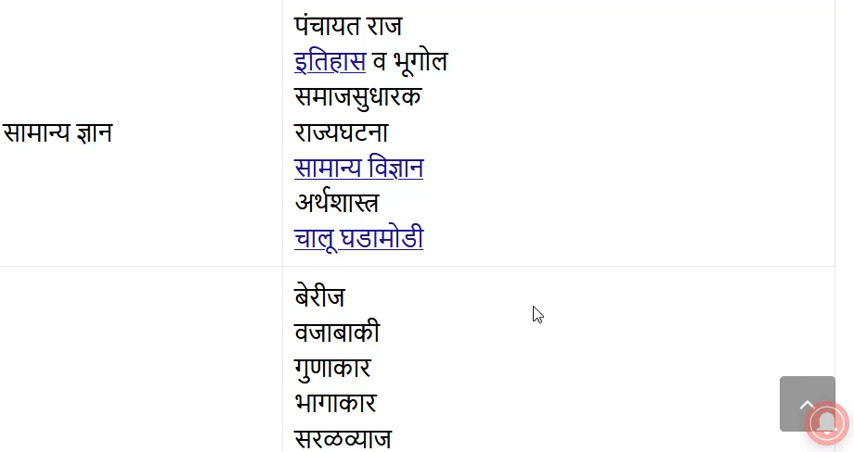 पंचायत राज
इतिहास व भूगोल
समाजसुधारक
सामान्य ज्ञान
राज्यघटना
सामान्य विज्ञान
अर्थशास्त्र
चालू घडामोडी
बेरीज
वजाबाकी
गुणाकार
भागाकार
सरळव्याज